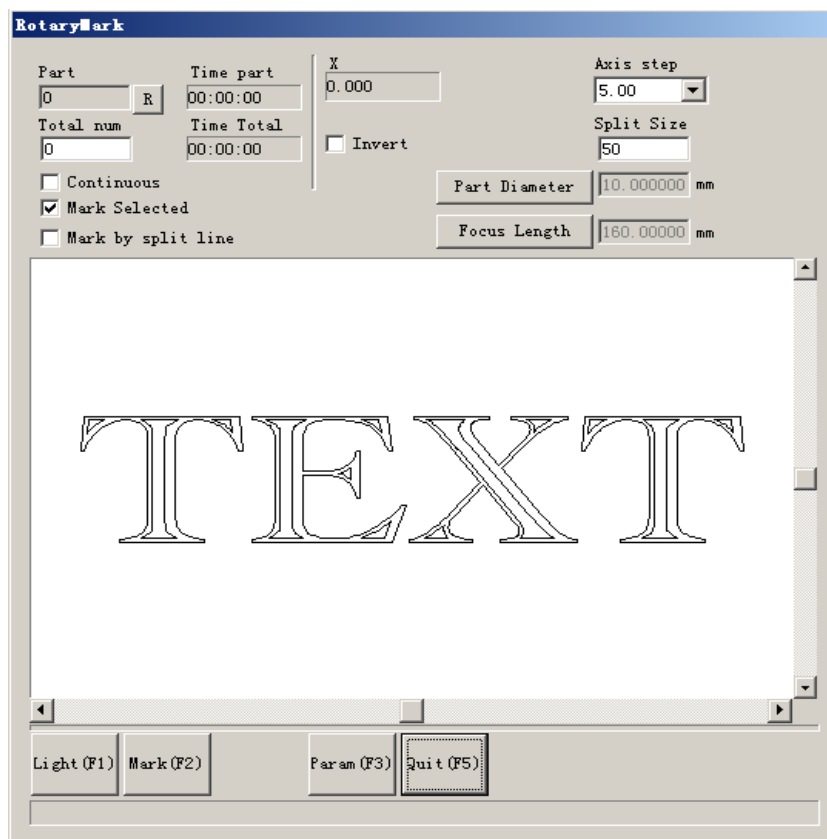 RotaryMark
Part Time part X Axis step
0 R 00:00:00 0.000 5.00
Total num Time Total Split Size
0 00:00:00 Invert 50
Continuous Part Diameter 10.000000 mm
Mark Selected
Mark by split line Focus Length 160.00000 mm
TEXT
Light(F1) Mark(F2) Param(F3) Quit(F5)